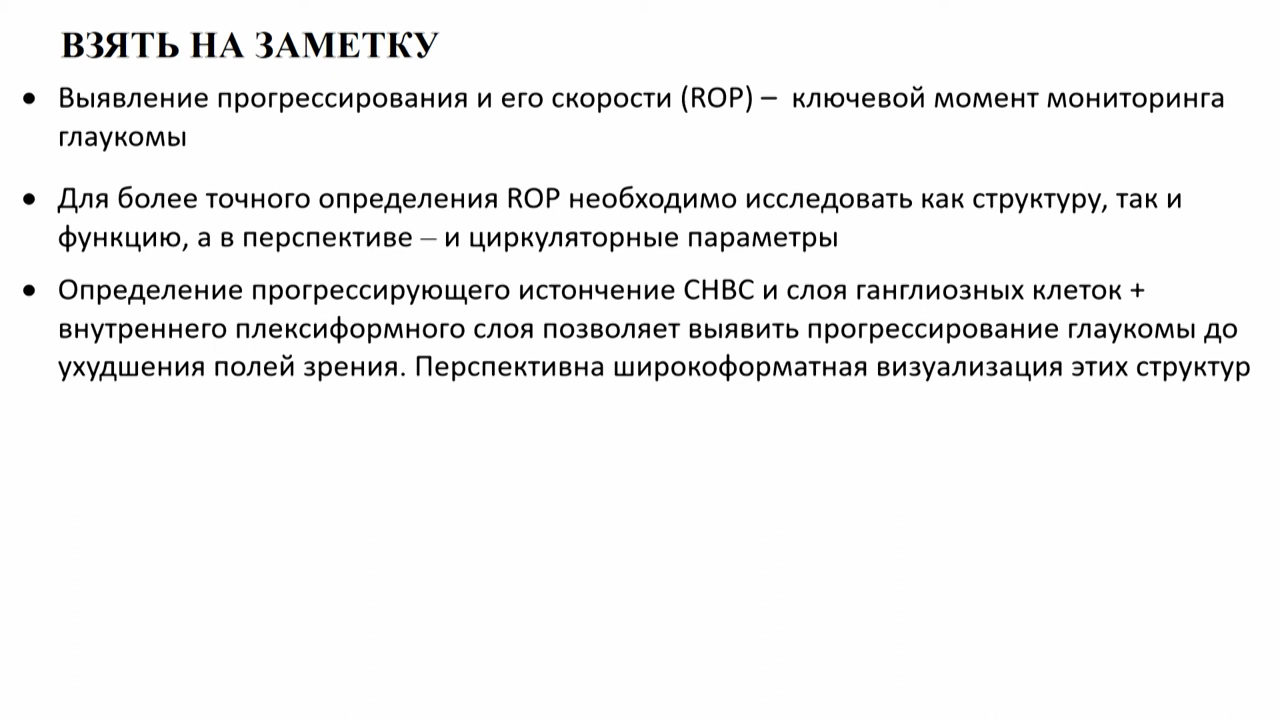 ВЗЯТЬ НА ЗАМЕТКУ
• Выявление прогрессирования и его скорости (ROP) – ключевой момент мониторинга
глаукомы
• Для более точного определения ROP необходимо исследовать как структуру, так и
функцию, а в перспективе – и циркуляторные параметры
• Определение прогрессирующего истончение СНВС и слоя ганглиозных клеток +
внутреннего плексиформного слоя позволяет выявить прогрессирование глаукомы до
ухудшения полей зрения. Перспективна широкоформатная визуализация этих структур